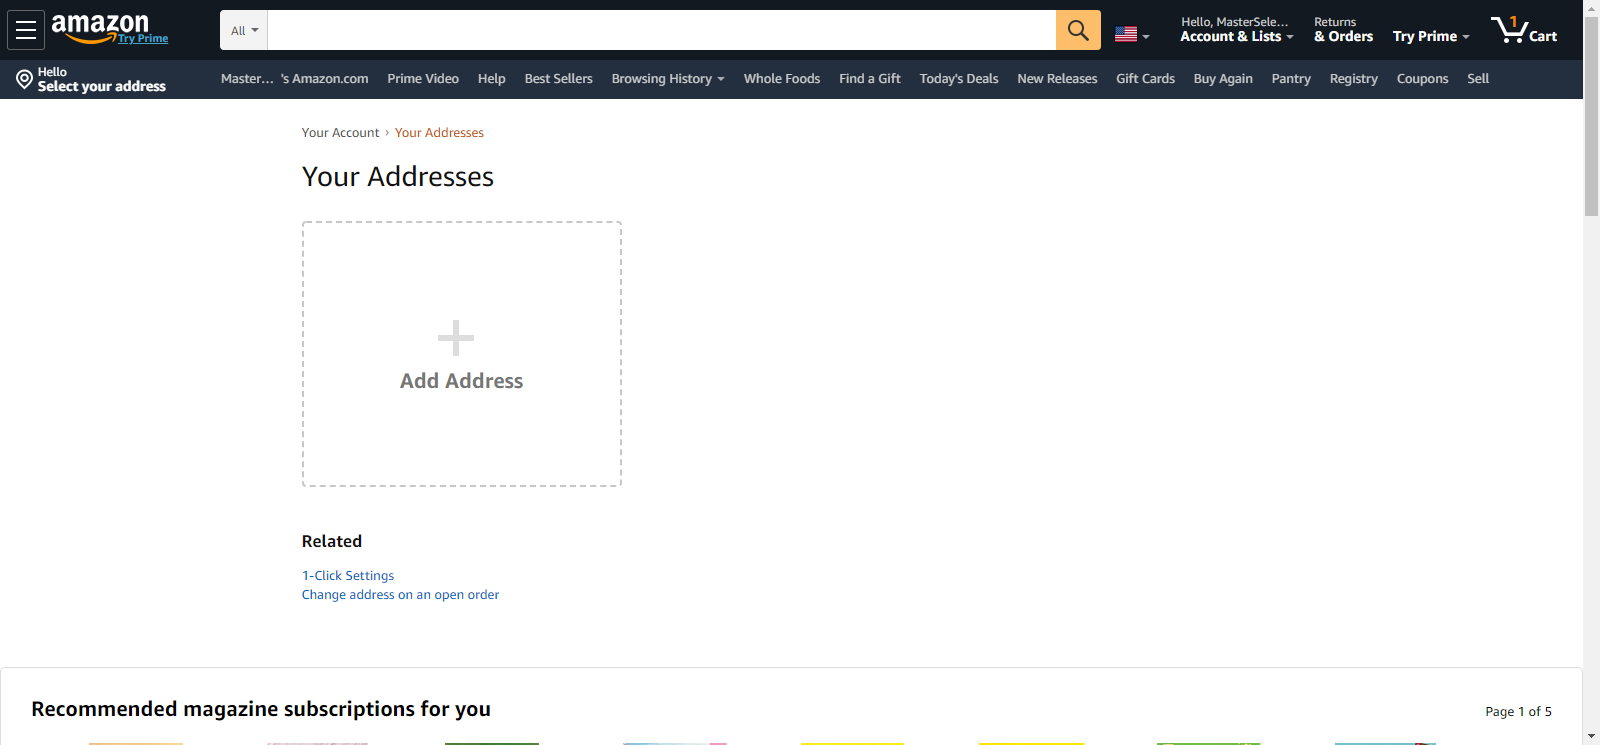 amazon
Try Prime
All
Hello, MasterSele...
Account & Lists
Returns
& Orders
Try Prime
1
Cart
Hello
Select your address
Master... 's Amazon.com
Prime Video
Help
Best Sellers
Browsing History
Whole Foods
Find a Gift
Today's Deals
New Releases
Gift Cards
Buy Again
Pantry
Registry
Coupons
Sell
Your Account › Your Addresses
Your Addresses
Add Address
Related
1-Click Settings
Change address on an open order
Recommended magazine subscriptions for you
Page 1 of 5